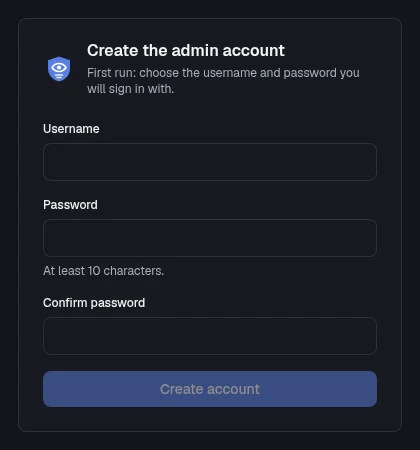 Create the admin account
First run: choose the username and password you
will sign in with.
Username
Password
At least 10 characters.
Confirm password
Create account